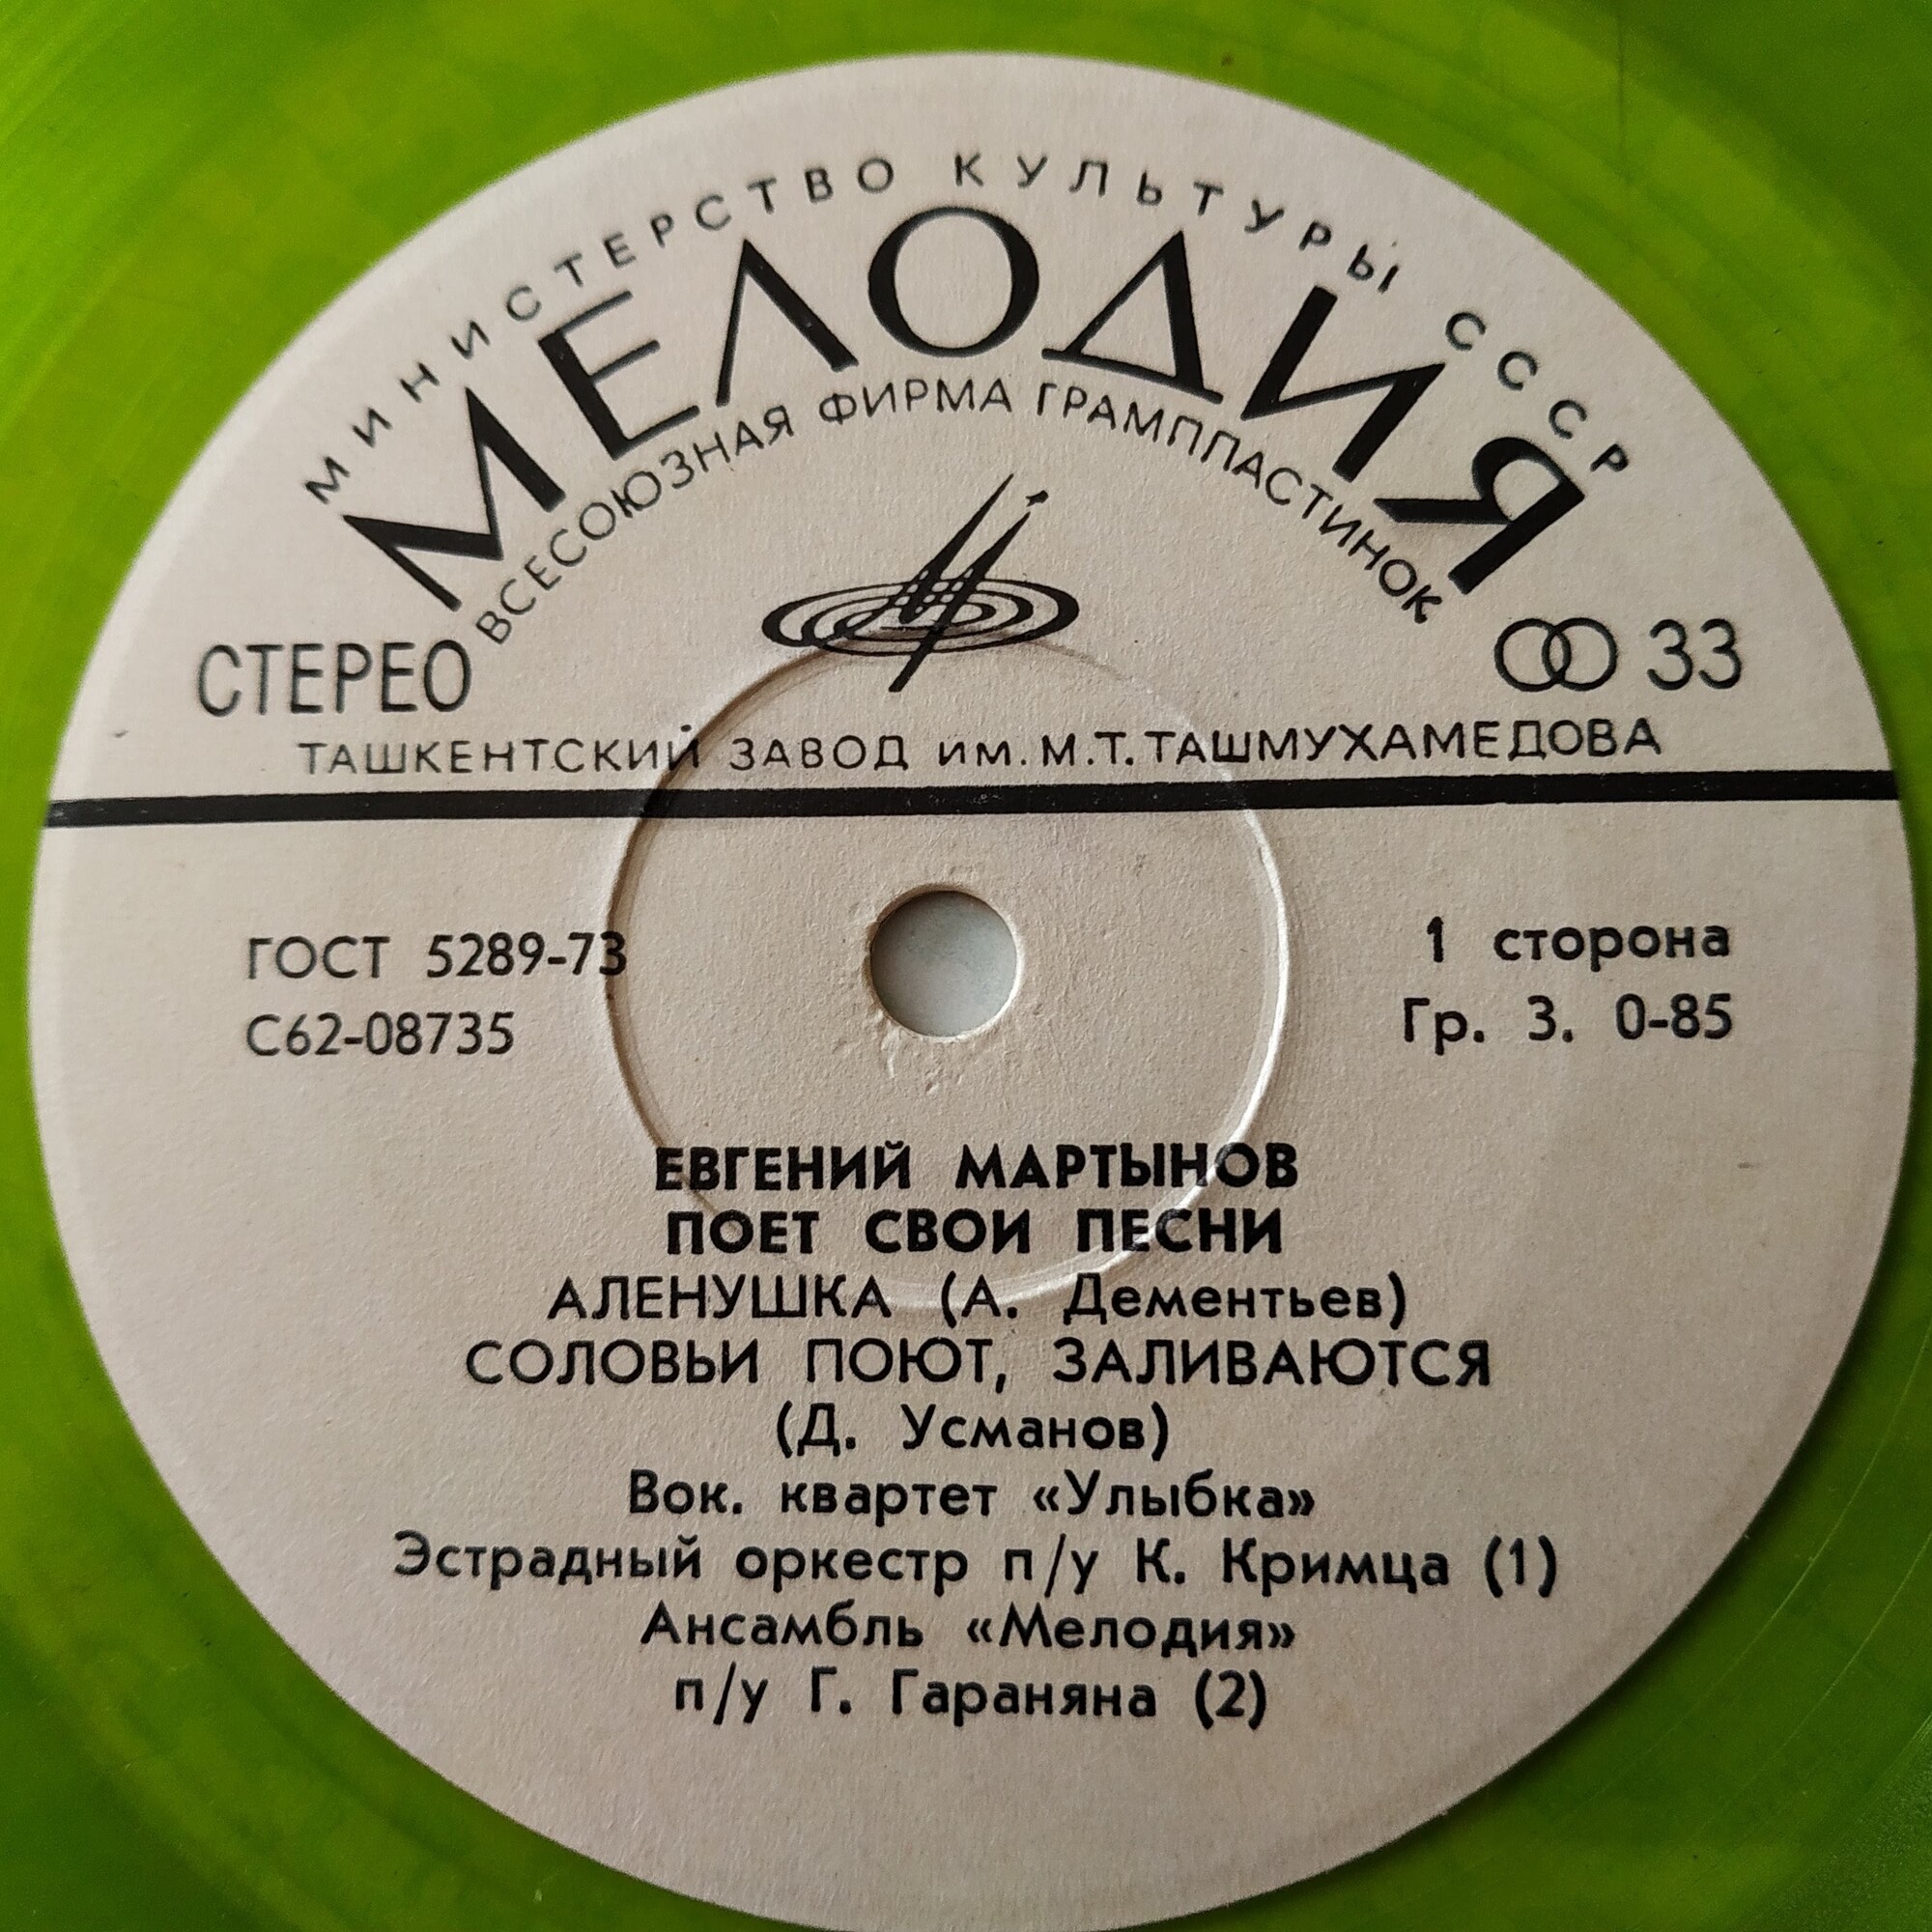 МИНИСТЕРСТВО КУЛЬТУРЫ СССР
МЕЛОДИЯ
ВСЕСОЮЗНАЯ ФИРМА ГРАМПЛАСТИНОК
СТЕРЕО
33
ТАШКЕНТСКИЙ ЗАВОД им. М.Т. ТАШМУХАМЕДОВА
ГОСТ 5289-73
1 сторона
С62-08735
Гр. 3. 0-85
ЕВГЕНИЙ МАРТЫНОВ
ПОЕТ СВОИ ПЕСНИ
АЛЕНУШКА (А. Дементьев)
СОЛОВЬИ ПОЮТ, ЗАЛИВАЮТСЯ
(Д. Усманов)
Вок. квартет «Улыбка»
Эстрадный оркестр п/у К. Кримца (1)
Ансамбль «Мелодия»
п/у Г. Гараняна (2)